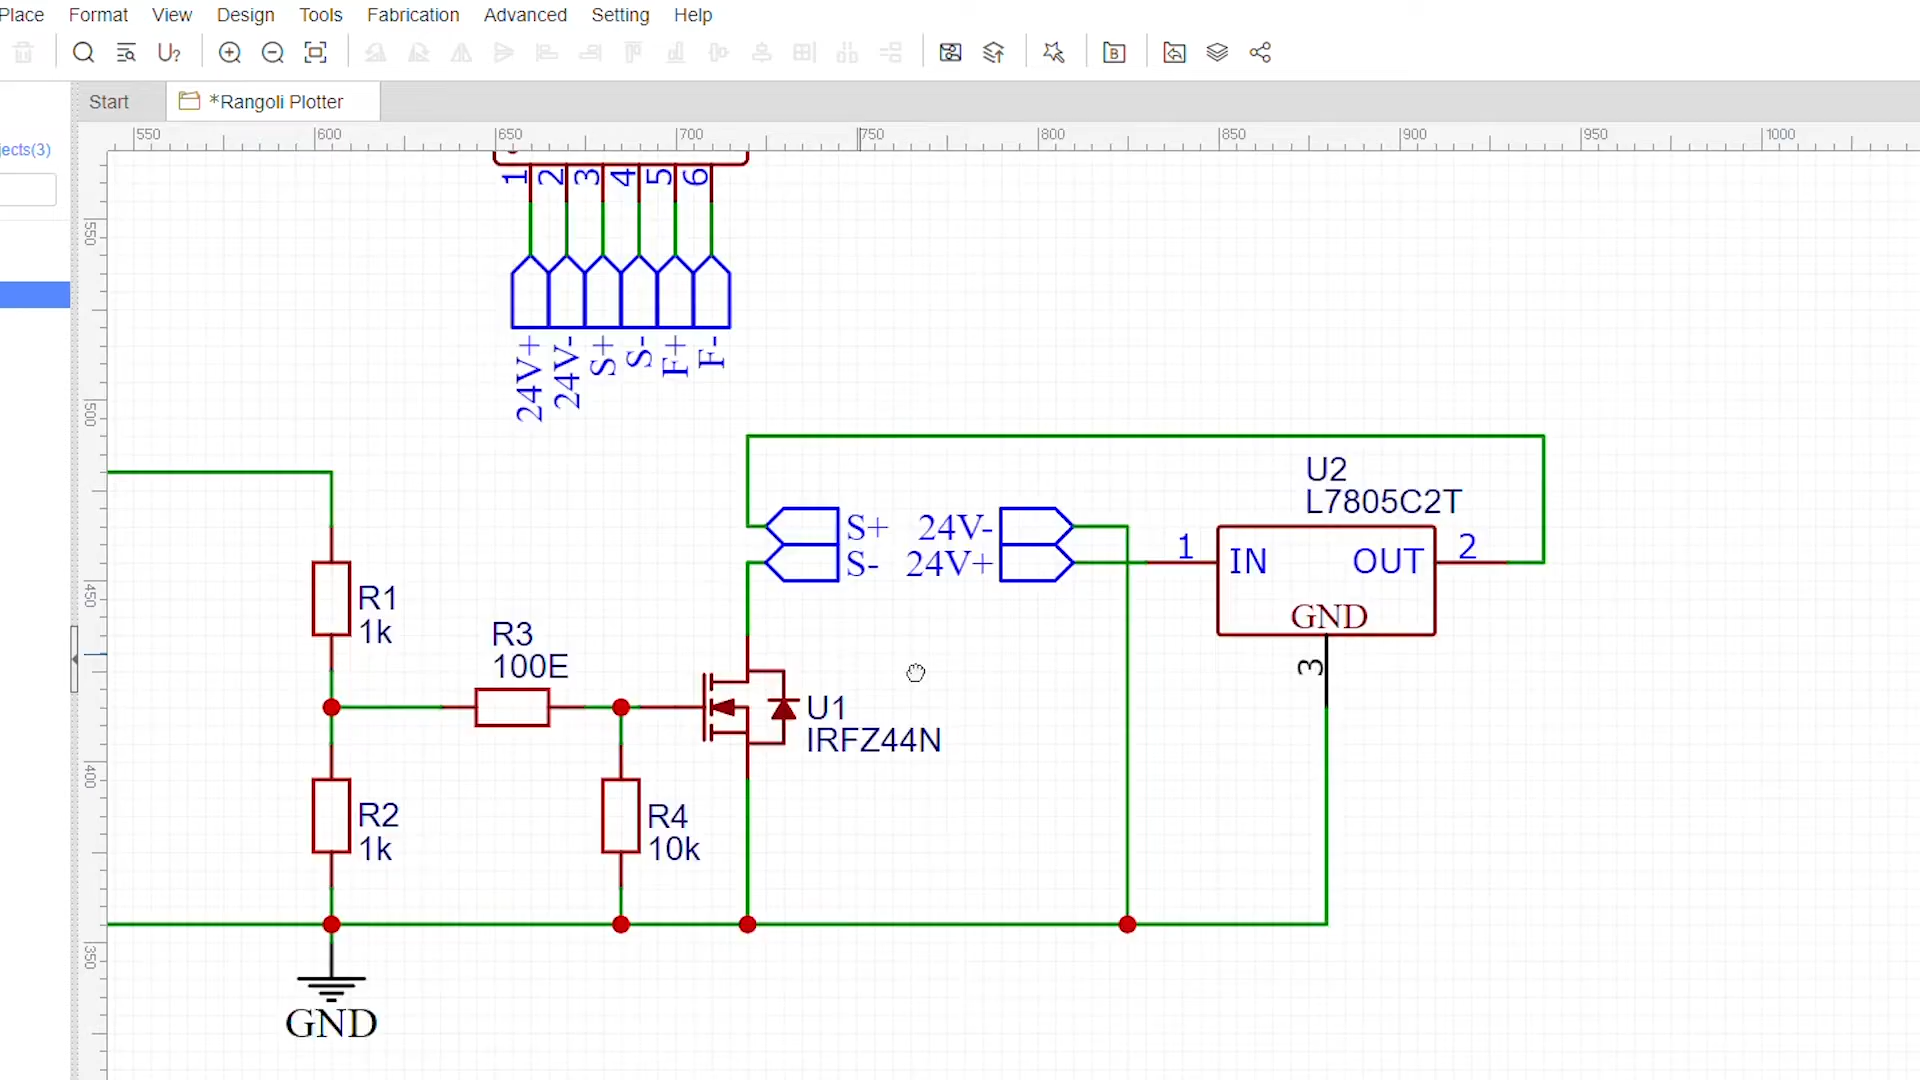 Place Format View Design Tools Fabrication Advanced Setting Help
U?
B
Start *Rangoli Plotter
550 600 650 700 750 800 850 900 950 1000
jects(3)
1 2 3 4 5 6
550
24V+ 24V- S+ S- F+ F-
500
U2
L7805C2T
S+ 24V-
S- 24V+
1 IN OUT 2
GND
3
450
R1
1k
R3
100E
U1
IRFZ44N
400
R2
1k
R4
10k
350
GND